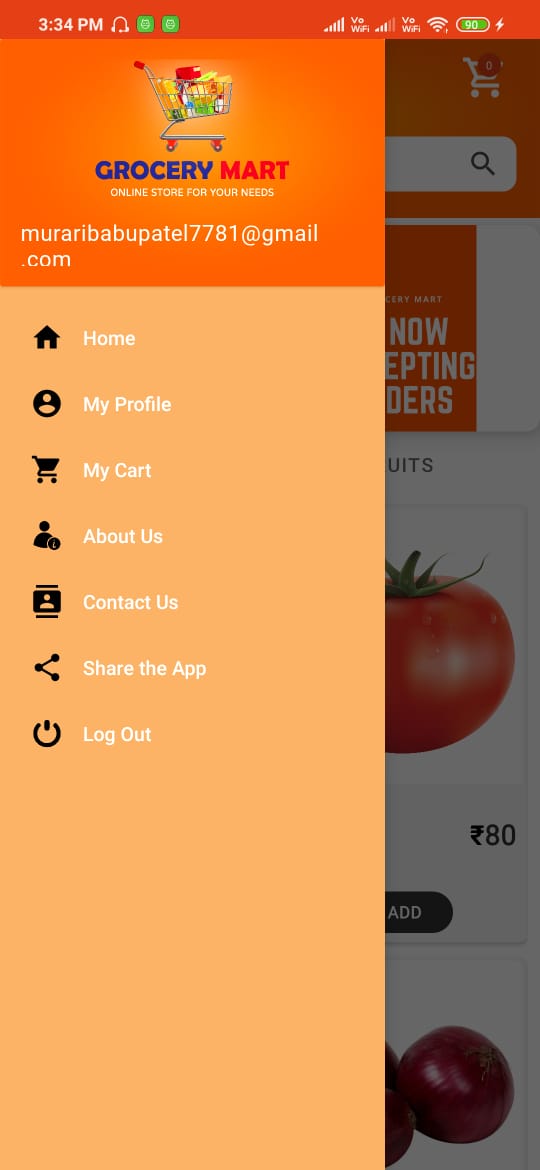 3:34 PM
Vo WiFi
Vo WiFi
90
0
GROCERY MART
ONLINE STORE FOR YOUR NEEDS
muraribabupatel7781@gmail
.com
Home
My Profile
My Cart
About Us
Contact Us
Share the App
Log Out
CERY MART
NOW
EPTING
DERS
UITS
₹80
ADD